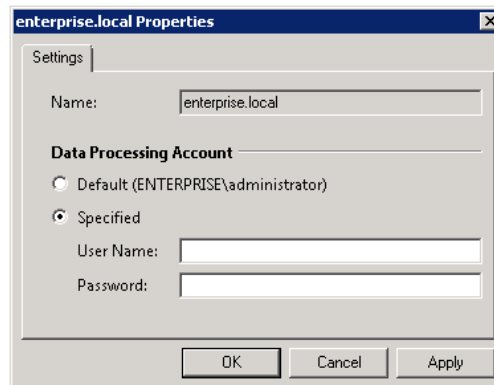 enterprise.local Properties
Settings
Name: enterprise.local
Data Processing Account
Default (ENTERPRISE\administrator)
Specified
User Name:
Password:
OK Cancel Apply